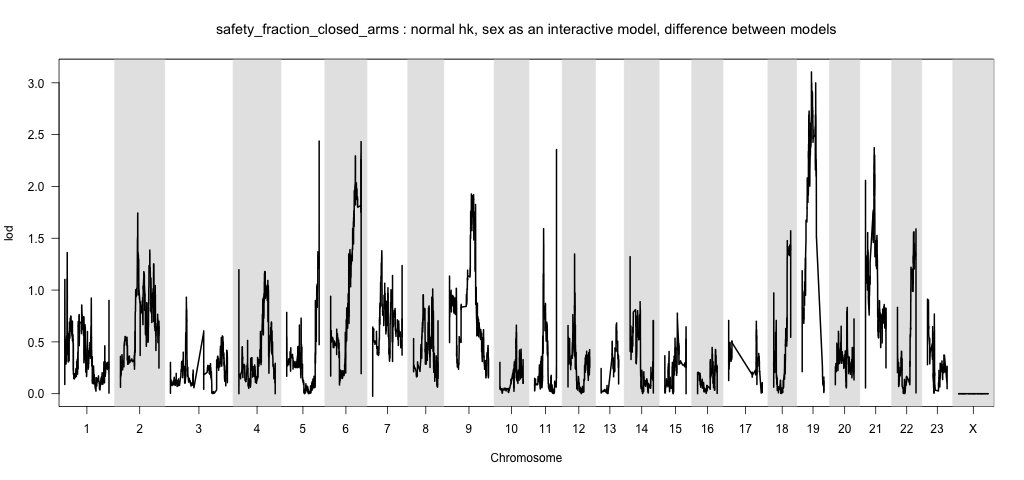 safety_fraction_closed_arms : normal hk, sex as an interactive model, difference between models
3.0
2.5
2.0
1.5
1.0
0.5
0.0
lod
1 2 3 4 5 6 7 8 9 10 11 12 13 14 15 16 17 18 19 20 21 22 23 X
Chromosome